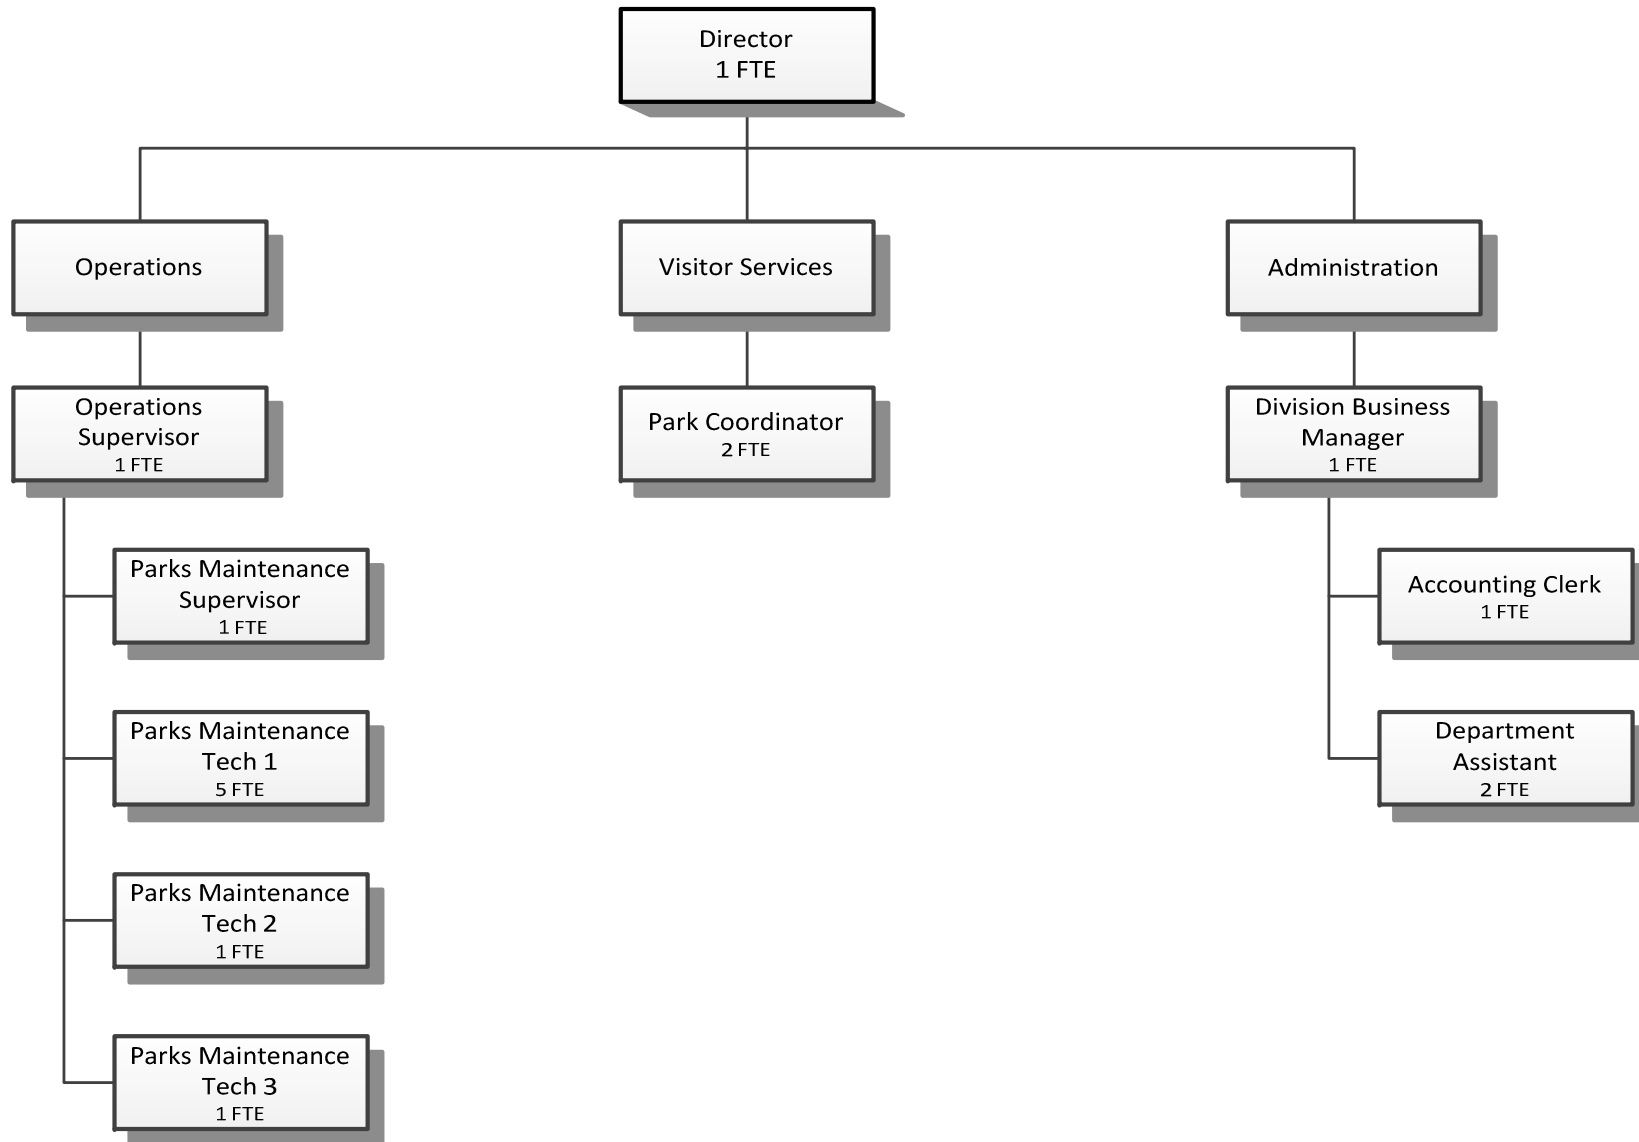 Director
1 FTE
Operations
Visitor Services
Administration
Operations
Supervisor
1 FTE
Park Coordinator
2 FTE
Division Business
Manager
1 FTE
Parks Maintenance
Supervisor
1 FTE
Accounting Clerk
1 FTE
Parks Maintenance
Tech 1
5 FTE
Department
Assistant
2 FTE
Parks Maintenance
Tech 2
1 FTE
Parks Maintenance
Tech 3
1 FTE